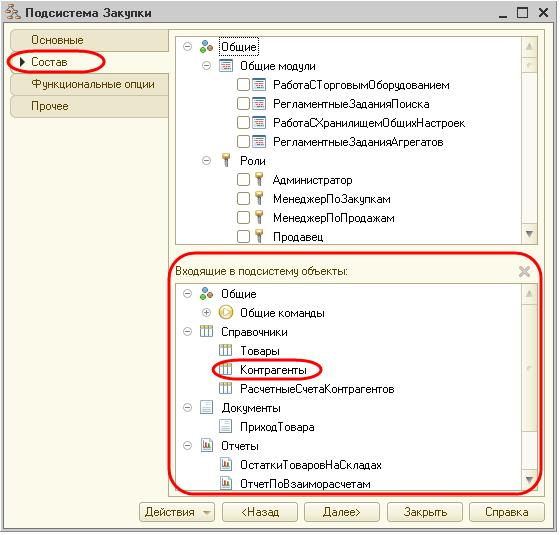 Подсистема Закупки
Основные
Состав
Функциональные опции
Прочее
Общие
Общие модули
РаботаСТорговымОборудованием
РегламентныеЗаданияПоиска
РаботаСХранилищемОбщихНастроек
РегламентныеЗаданияАгрегатов
Роли
Администратор
МенеджерПоЗакупкам
МенеджерПоПродажам
Продавец
Входящие в подсистему объекты:
Общие
Общие команды
Справочники
Товары
Контрагенты
РасчетныеСчетаКонтрагентов
Документы
ПриходТовара
Отчеты
ОстаткиТоваровНаСкладах
ОтчетПоВзаиморасчетам
Действия
<Назад
Далее>
Закрыть
Справка